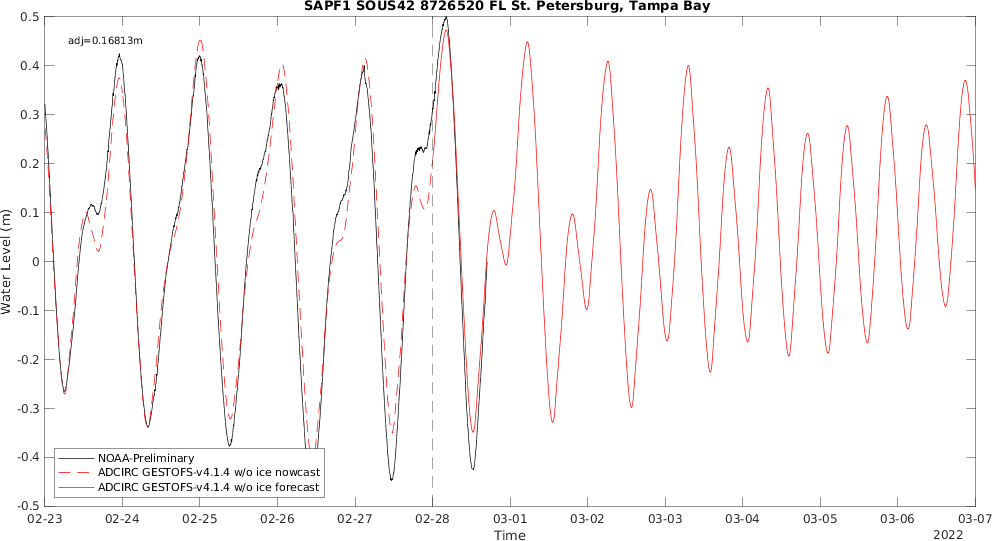 SAPF1 SOUS42 8726520 FL St. Petersburg, Tampa Bay
adj=0.16813m
0.5
0.4
0.3
0.2
0.1
0
-0.1
-0.2
-0.3
-0.4
-0.5
Water Level (m)
NOAA-Preliminary
ADCIRC GESTOFS-v4.1.4 w/o ice nowcast
ADCIRC GESTOFS-v4.1.4 w/o ice forecast
02-23 02-24 02-25 02-26 02-27 02-28 03-01 03-02 03-03 03-04 03-05 03-06 03-07
Time
2022